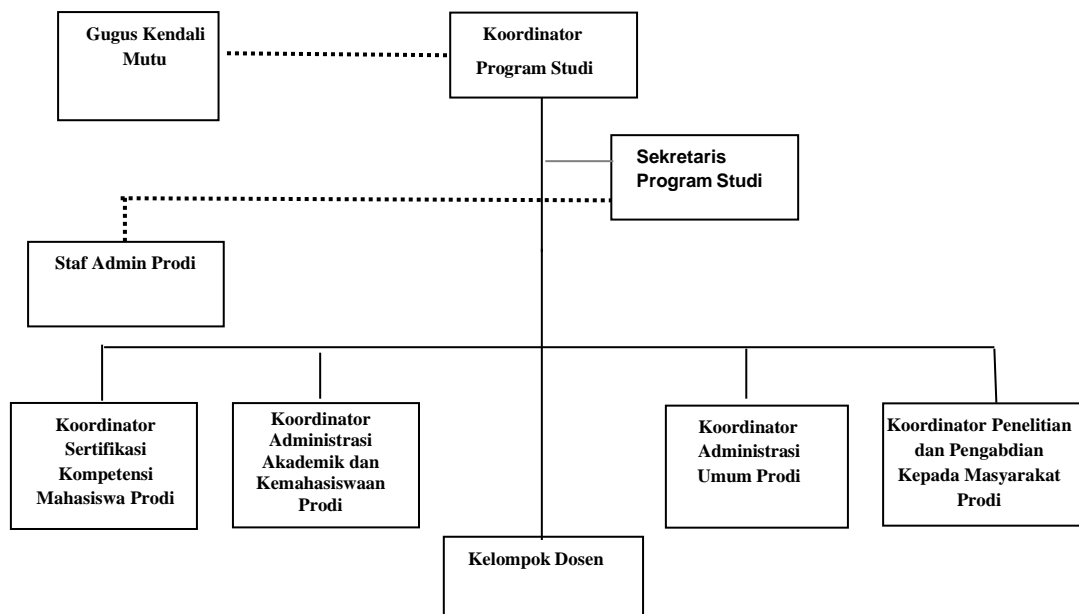 Gugus Kendali
Mutu
Koordinator
Program Studi
Sekretaris
Program Studi
Staf Admin Prodi
Koordinator
Sertifikasi
Kompetensi
Mahasiswa Prodi
Koordinator
Administrasi
Akademik dan
Kemahasiswaan
Prodi
Koordinator
Administrasi
Umum Prodi
Koordinator Penelitian
dan Pengabdian
Kepada Masyarakat
Prodi
Kelompok Dosen